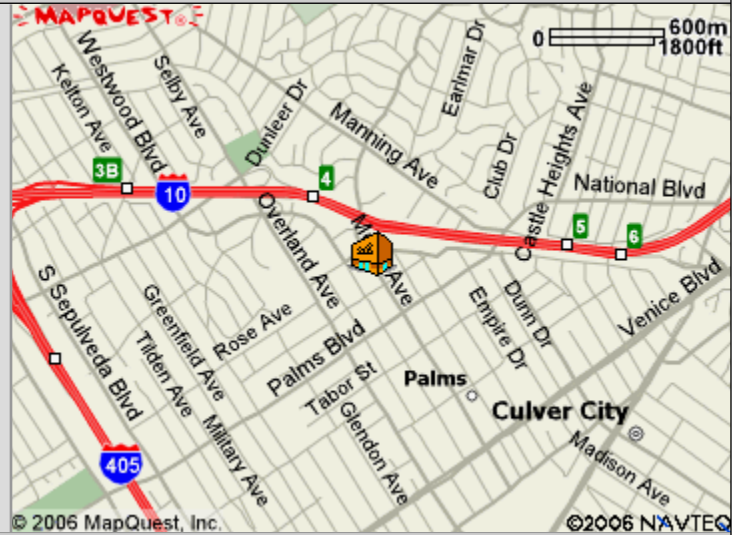 MAPQUEST®
600m
0
1800ft
Westwood Blvd
Kelton Ave
Selby Ave
Dunleer Dr
Manning Ave
Earlmar Dr
Club Dr
Castle Heights Ave
National Blvd
3B
10
4
5
6
Overland Ave
Ave
S Sepulveda Blvd
Greenfield Ave
Tilden Ave
Rose Ave
Palms Blvd
Tabor St
Military Ave
Glendon Ave
Dunn Dr
Empire Dr
Venice Blvd
Palms
Culver City
Madison Ave
405
© 2006 MapQuest, Inc.
©2006 NAVTEQ